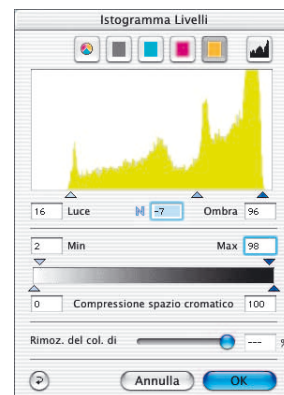 Istogramma Livelli
16 Luce -7 Ombra 96
2 Min Max 98
0 Compressione spazio cromatico 100
Rimoz. del col. di --- %
Annulla OK